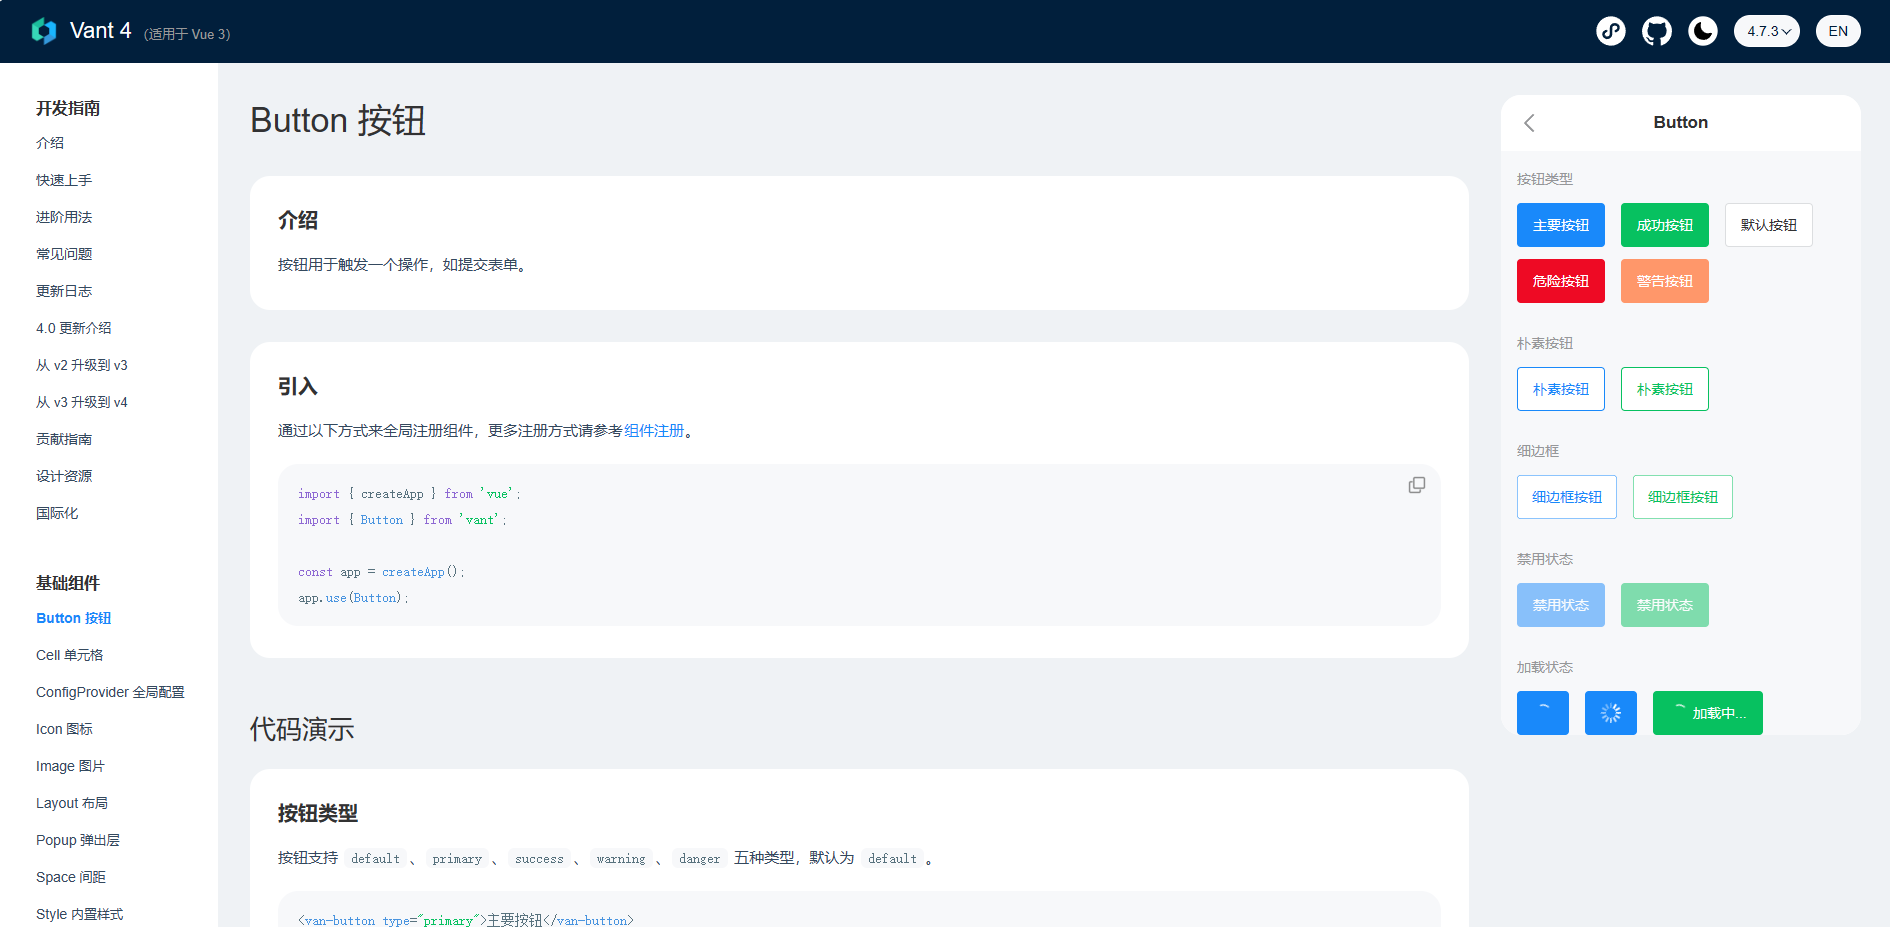 Vant 4 (适用于 Vue 3)
4.7.3
EN
开发指南
介绍
快速上手
进阶用法
常见问题
更新日志
4.0 更新介绍
从 v2 升级到 v3
从 v3 升级到 v4
贡献指南
设计资源
国际化
基础组件
Button 按钮
Cell 单元格
ConfigProvider 全局配置
Icon 图标
Image 图片
Layout 布局
Popup 弹出层
Space 间距
Style 内置样式
Button 按钮
介绍
按钮用于触发一个操作，如提交表单。
引入
通过以下方式来全局注册组件，更多注册方式请参考组件注册。
import { createApp } from 'vue';
import { Button } from 'vant';
const app = createApp();
app.use(Button);
代码演示
按钮类型
按钮支持 default 、 primary 、 success 、 warning 、 danger 五种类型，默认为 default 。
<van-button type="primary">主要按钮</van-button>
Button
按钮类型
主要按钮 成功按钮 默认按钮
危险按钮 警告按钮
朴素按钮
朴素按钮 朴素按钮
细边框
细边框按钮 细边框按钮
禁用状态
禁用状态 禁用状态
加载状态
加载中...